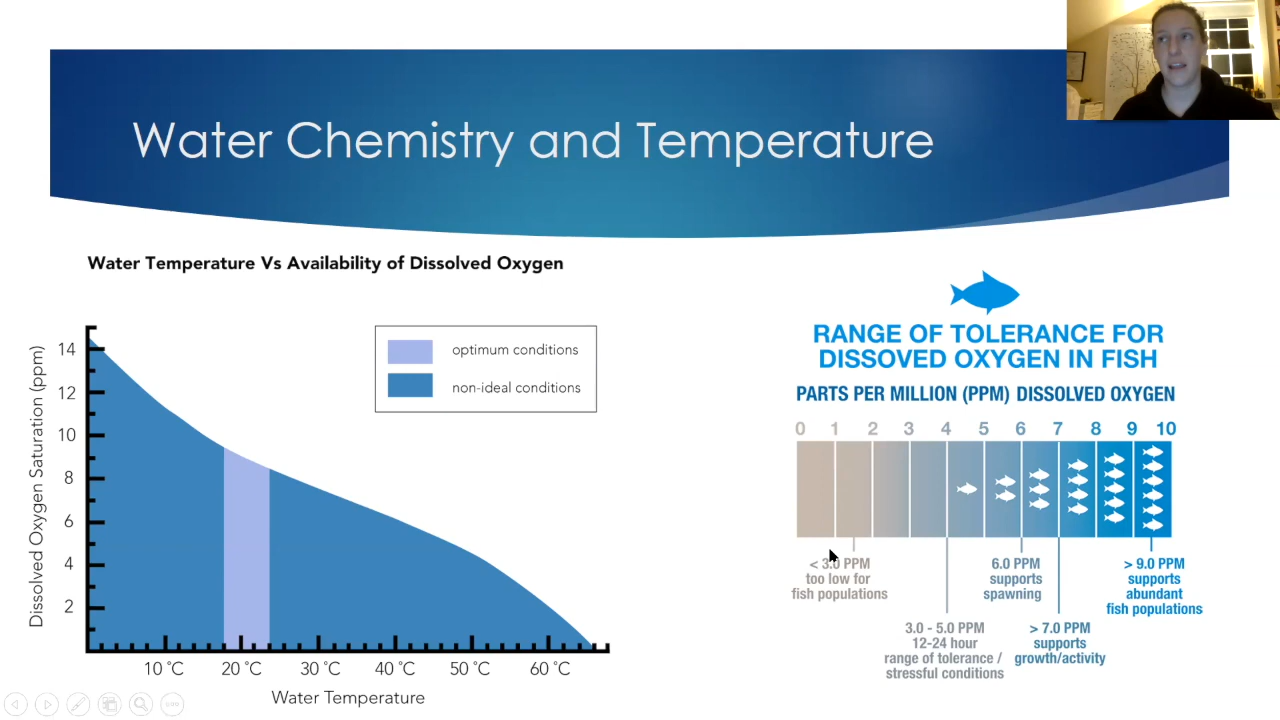 Water Chemistry and Temperature
Water Temperature Vs Availability of Dissolved Oxygen
Dissolved Oxygen Saturation (ppm)
14
12
10
8
6
4
2
optimum conditions
non-ideal conditions
10°C
20°C
30°C
40°C
50°C
60°C
Water Temperature
RANGE OF TOLERANCE FOR
DISSOVED OXYGEN IN FISH
PARTS PER MILLION (PPM) DISSOLVED OXYGEN
0 1 2 3 4 5 6 7 8 9 10
< 3.0 PPM
too low for
fish populations
3.0 - 5.0 PPM
12-24 hour
range of tolerance /
stressful conditions
6.0 PPM
supports
spawning
> 7.0 PPM
supports
growth/activity
> 9.0 PPM
supports
abundant
fish populations